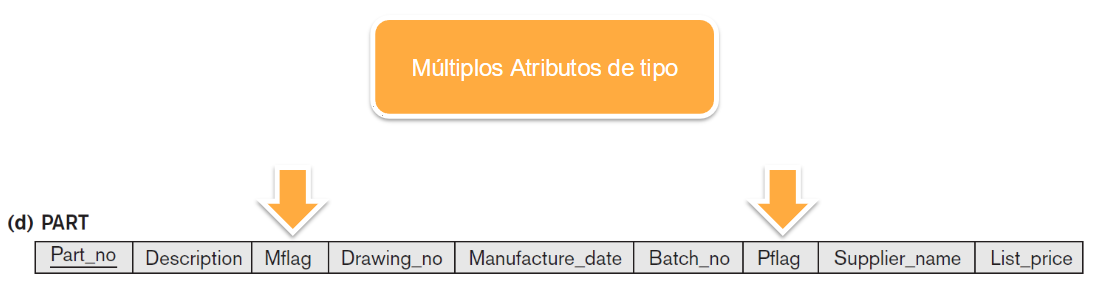 Múltiplos Atributos de tipo
(d) PART
Part_no Description Mflag Drawing_no Manufacture_date Batch_no Pflag Supplier_name List_price